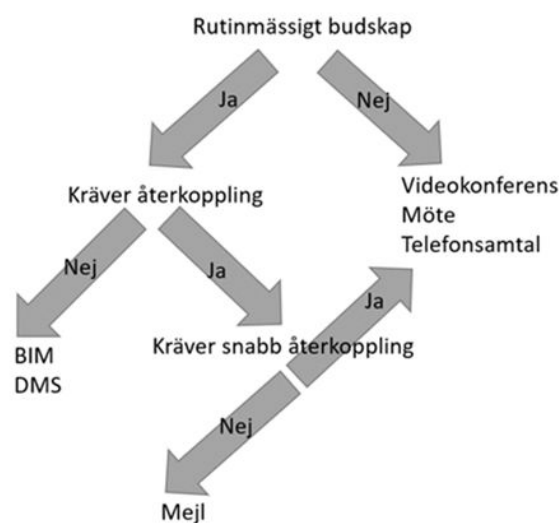 Rutinmässigt budskap
Ja
Nej
Kräver återkoppling
Videokonferens
Möte
Telefonsamtal
Nej
Ja
Ja
BIM
DMS
Kräver snabb återkoppling
Nej
Mejl